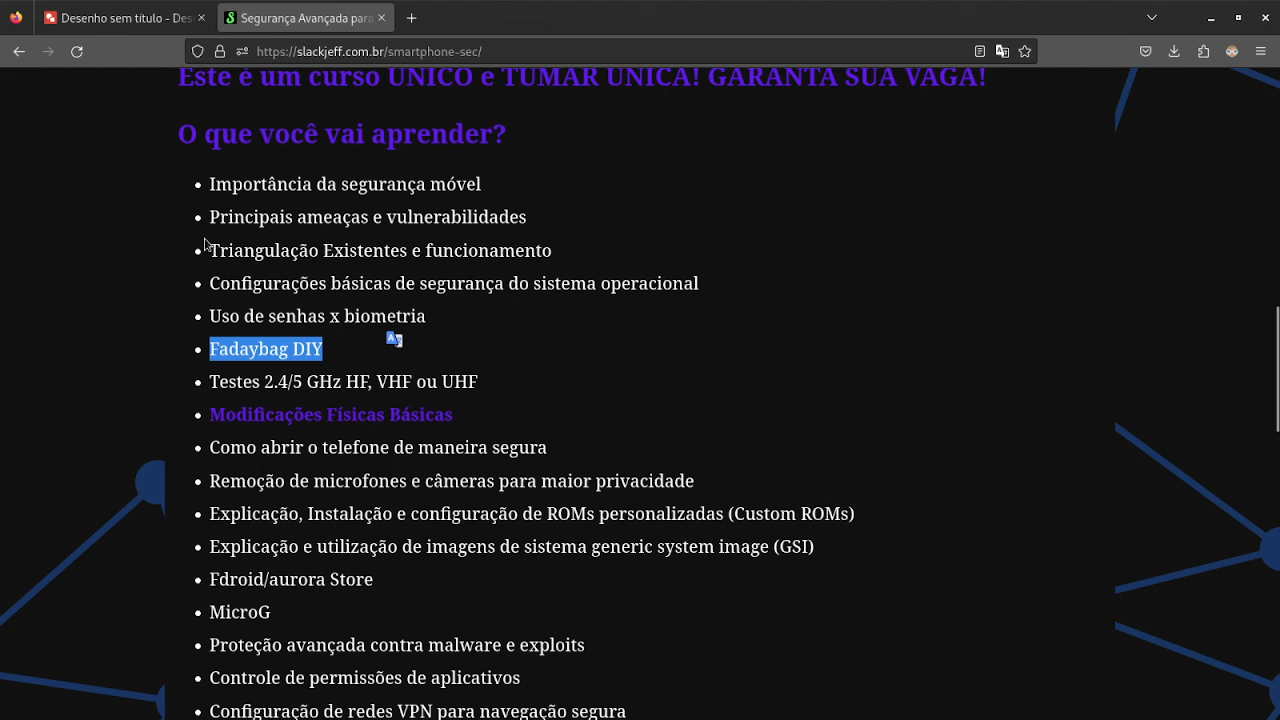 Desenho sem título - Des
Segurança Avançada para
https://slackjeff.com.br/smartphone-sec/
Este é um curso ÚNICO e TUMAR ÚNICA! GARANTA SUA VAGA!
O que você vai aprender?
Importância da segurança móvel
Principais ameaças e vulnerabilidades
Triangulação Existentes e funcionamento
Configurações básicas de segurança do sistema operacional
Uso de senhas x biometria
Fadaybag DIY
Testes 2.4/5 GHz HF, VHF ou UHF
Modificações Físicas Básicas
Como abrir o telefone de maneira segura
Remoção de microfones e câmeras para maior privacidade
Explicação, Instalação e configuração de ROMs personalizadas (Custom ROMs)
Explicação e utilização de imagens de sistema generic system image (GSI)
Fdroid/aurora Store
MicroG
Proteção avançada contra malware e exploits
Controle de permissões de aplicativos
Configuração de redes VPN para navegação segura